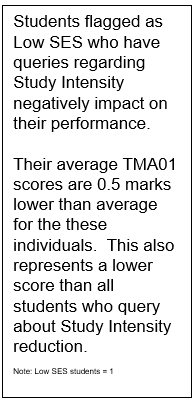 Students flagged as
Low SES who have
queries regarding
Study Intensity
negatively impact on
their performance.

Their average TMA01
scores are 0.5 marks
lower than average
for the these
individuals.  This also
represents a lower
score than all
students who query
about Study Intensity
reduction.
Note: Low SES students = 1